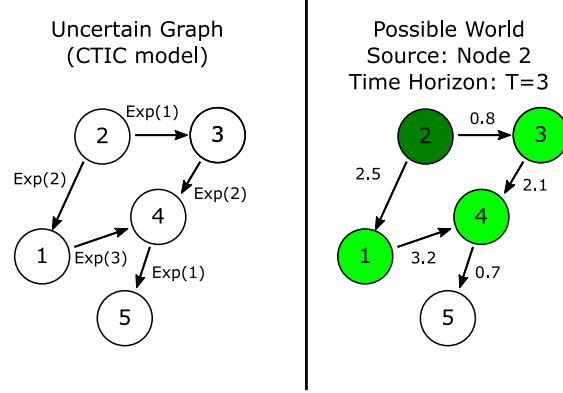 Uncertain Graph
(CTIC model)
Exp(1)
2
3
Exp(2)
Exp(2)
4
1
Exp(3)
Exp(1)
5
Possible World
Source: Node 2
Time Horizon: T=3
0.8
2
3
2.5
2.1
4
1
3.2
0.7
5